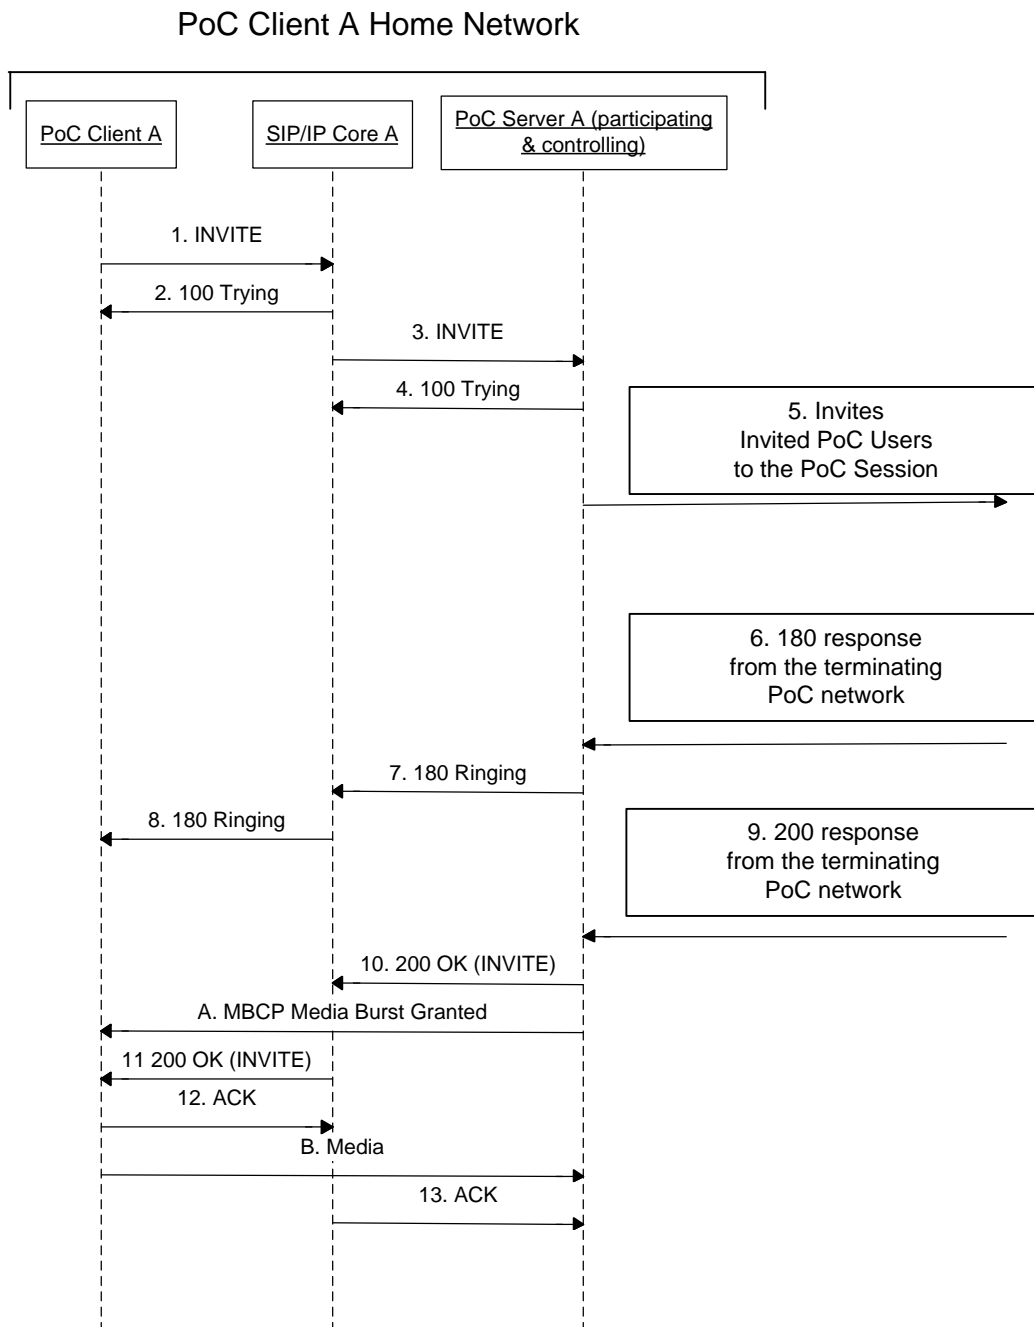 PoC Client A Home Network
PoC Client A
SIP/IP Core A
PoC Server A (participating
& controlling)
1. INVITE
2. 100 Trying
3. INVITE
4. 100 Trying
5. Invites
Invited PoC Users
to the PoC Session
6. 180 response
from the terminating
PoC network
7. 180 Ringing
8. 180 Ringing
9. 200 response
from the terminating
PoC network
10. 200 OK (INVITE)
A. MBCP Media Burst Granted
11 200 OK (INVITE)
12. ACK
B. Media
13. ACK